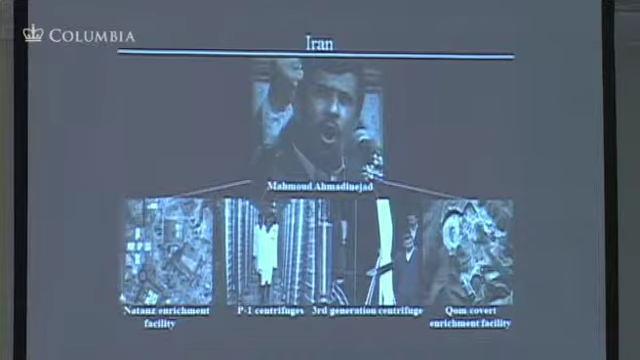 COLUMBIA
Iran
Mahmoud Ahmadinejad
Natanz enrichment
facility
P-1 centrifuges
3rd generation centrifuge
Qom covert
enrichment facility